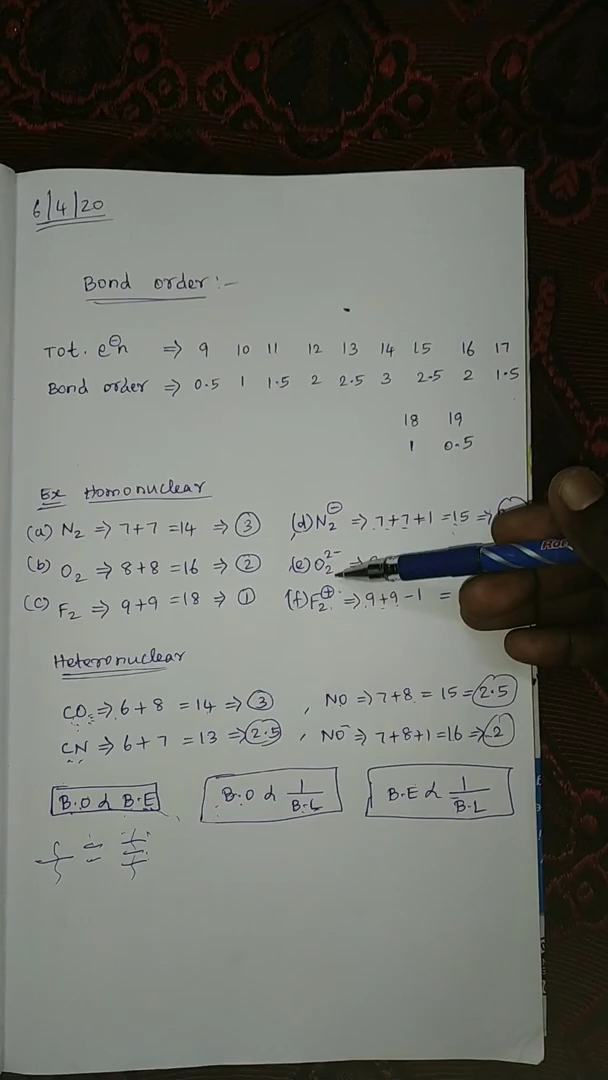 6/4/20
Bond order :-
Tot. e⊖n ⇒ 9 10 11 12 13 14 15 16 17
Bond order ⇒ 0.5 1 1.5 2 2.5 3 2.5 2 1.5
18 19
1 0.5
Ex Homonuclear
(a) N₂ ⇒ 7+7 =14 ⇒ ③ (d) N₂⊖ ⇒ 7+7+1 =15 ⇒
(b) O₂ ⇒ 8+8 =16 ⇒ ② (e) O₂²⁻ ⇒
(c) F₂ ⇒ 9+9 =18 ⇒ ① (f) F₂⊕ ⇒ 9+9-1 =
Heteronuclear
CO ⇒ 6+8 = 14 ⇒ ③ , NO ⇒ 7+8 = 15 = 2.5
CN ⇒ 6+7 = 13 ⇒ 2.5 , NO⁻ ⇒ 7+8+1 =16 ⇒ 2
B.O α B.E B.O α 1/B.L B.E α 1/B.L